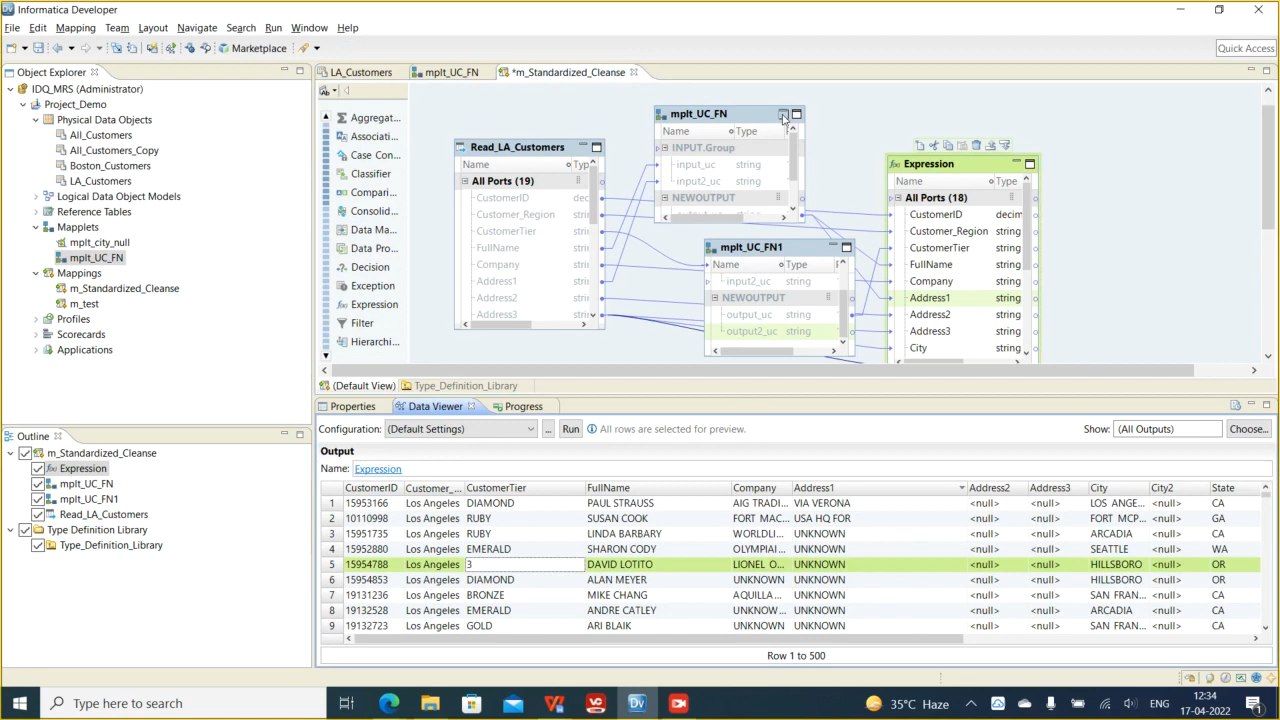 Informatica Developer
File Edit Mapping Team Layout Navigate Search Run Window Help
Marketplace
Quick Access
Object Explorer
IDQ_MRS (Administrator)
Project_Demo
Physical Data Objects
All_Customers
All_Customers_Copy
Boston_Customers
LA_Customers
Logical Data Object Models
Reference Tables
Mapplets
mplt_city_null
mplt_UC_FN
Mappings
m_Standardized_Cleanse
m_test
Profiles
Scorecards
Applications
Outline
m_Standardized_Cleanse
Expression
mplt_UC_FN
mplt_UC_FN1
Read_LA_Customers
Type Definition Library
Type_Definition_Library
LA_Customers mplt_UC_FN *m_Standardized_Cleanse
Aggregat...
Associati...
Case Con...
Classifier
Compari...
Consolid...
Data Ma...
Data Pro...
Decision
Exception
Expression
Filter
Hierarchi...
Read_LA_Customers
Name Typ
All Ports (19)
CustomerID deci
Customer_Region strir
CustomerTier strir
FullName strir
Company strir
Address1 strir
Address2 strir
Address3 strir
mplt_UC_FN
Name Type
INPUT.Group
input_uc string
input2_uc string
NEWOUTPUT
mplt_UC_FN1
Name Type
input2_uc string
NEWOUTPUT
output_uc string
output2_uc string
Expression
Name Type
All Ports (18)
CustomerID decim
Customer_Region string
CustomerTier string
FullName string
Company string
Address1 string
Address2 string
Address3 string
City string
(Default View) Type_Definition_Library
Properties Data Viewer Progress
Configuration: (Default Settings) ... Run All rows are selected for preview. Show: (All Outputs) Choose...
Output
Name: Expression
CustomerID Customer_... CustomerTier FullName Company Address1 Address2 Address3 City City2 State
1 15953166 Los Angeles DIAMOND PAUL STRAUSS AIG TRADI... VIA VERONA <null> <null> LOS ANGE... <null> CA
2 10110998 Los Angeles RUBY SUSAN COOK FORT MAC... USA HQ FOR <null> <null> FORT MCP... <null> GA
3 15951735 Los Angeles RUBY LINDA BARBARY WORLDLI... UNKNOWN <null> <null> ARCADIA <null> CA
4 15952880 Los Angeles EMERALD SHARON CODY OLYMPIAI... UNKNOWN <null> <null> SEATTLE <null> WA
5 15954788 Los Angeles 3 DAVID LOTITO LIONEL O... UNKNOWN <null> <null> HILLSBORO <null> OR
6 15954853 Los Angeles DIAMOND ALAN MEYER UNKNOWN UNKNOWN <null> <null> HILLSBORO <null> OR
7 19131236 Los Angeles BRONZE MIKE CHANG AQUILLA ... UNKNOWN <null> <null> SAN FRAN... <null> CA
8 19132528 Los Angeles EMERALD ANDRE CATLEY UNKNOW... UNKNOWN <null> <null> ARCADIA <null> CA
9 19132723 Los Angeles GOLD ARI BLAIK UNKNOWN UNKNOWN <null> <null> SAN FRAN... <null> CA
Row 1 to 500
Type here to search
35°C Haze
ENG
12:34
17-04-2022